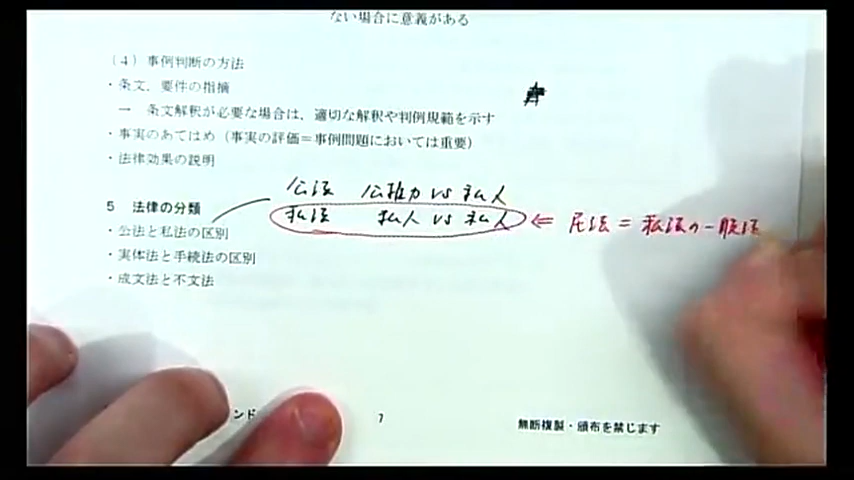 ない場合に意義がある
(4)事例判断の方法
・条文、要件の指摘
→ 条文解釈が必要な場合は、適切な解釈や判例規範を示す
・事実のあてはめ(事実の評価=事例問題においては重要)
・法律効果の説明
公法 公権力 vs 私人
5 法律の分類
私法 私人 vs 私人 ⇐ 民法 = 私法の一般法
・公法と私法の区別
・実体法と手続法の区別
・成文法と不文法
ンド
7
無断複製・頒布を禁じます